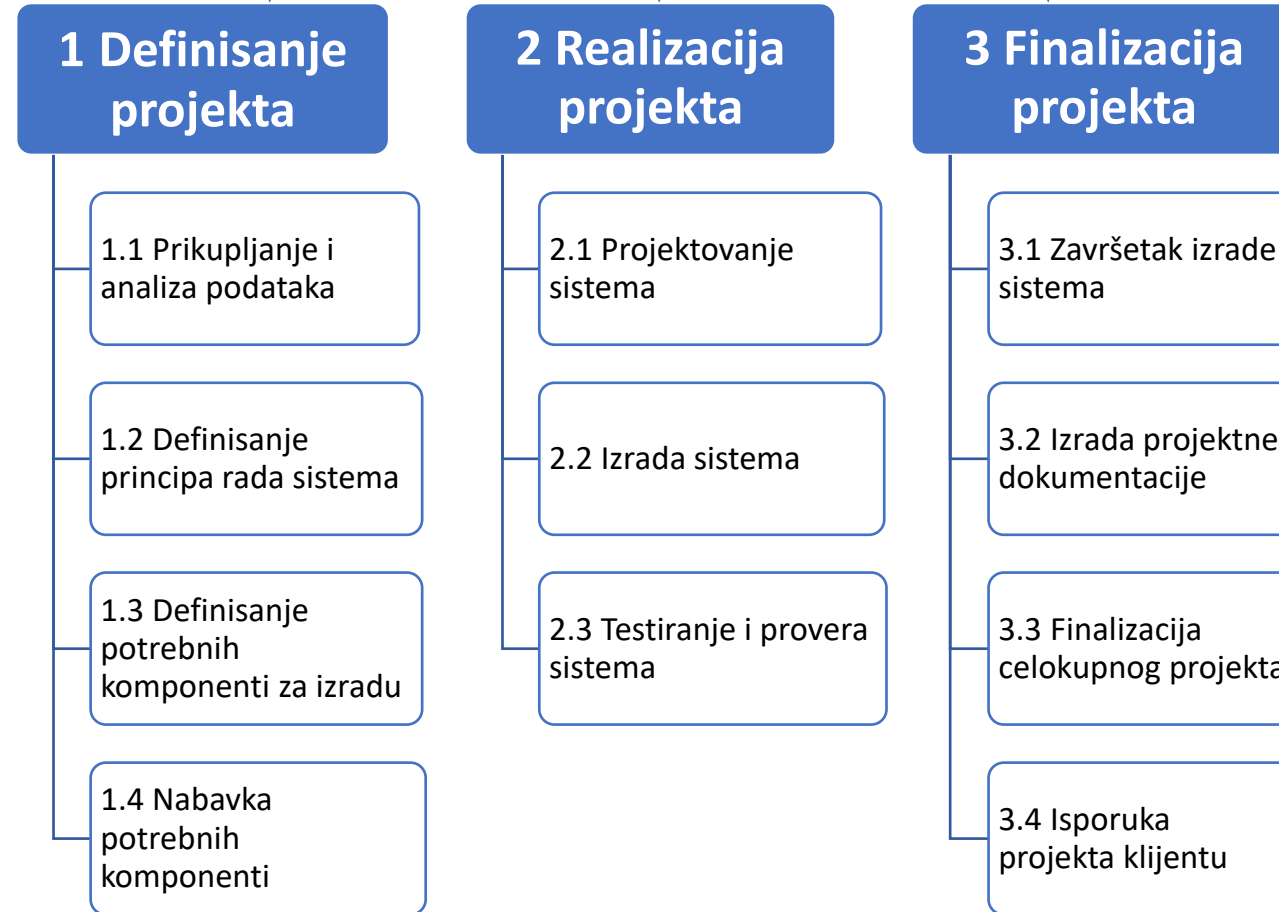 1 Definisanje
projekta
1.1 Prikupljanje i
analiza podataka
1.2 Definisanje
principa rada sistema
1.3 Definisanje
potrebnih
komponenti za izradu
1.4 Nabavka
potrebnih
komponenti
2 Realizacija
projekta
2.1 Projektovanje
sistema
2.2 Izrada sistema
2.3 Testiranje i provera
sistema
3 Finalizacija
projekta
3.1 Završetak izrade
sistema
3.2 Izrada projektne
dokumentacije
3.3 Finalizacija
celokupnog projekta
3.4 Isporuka
projekta klijentu